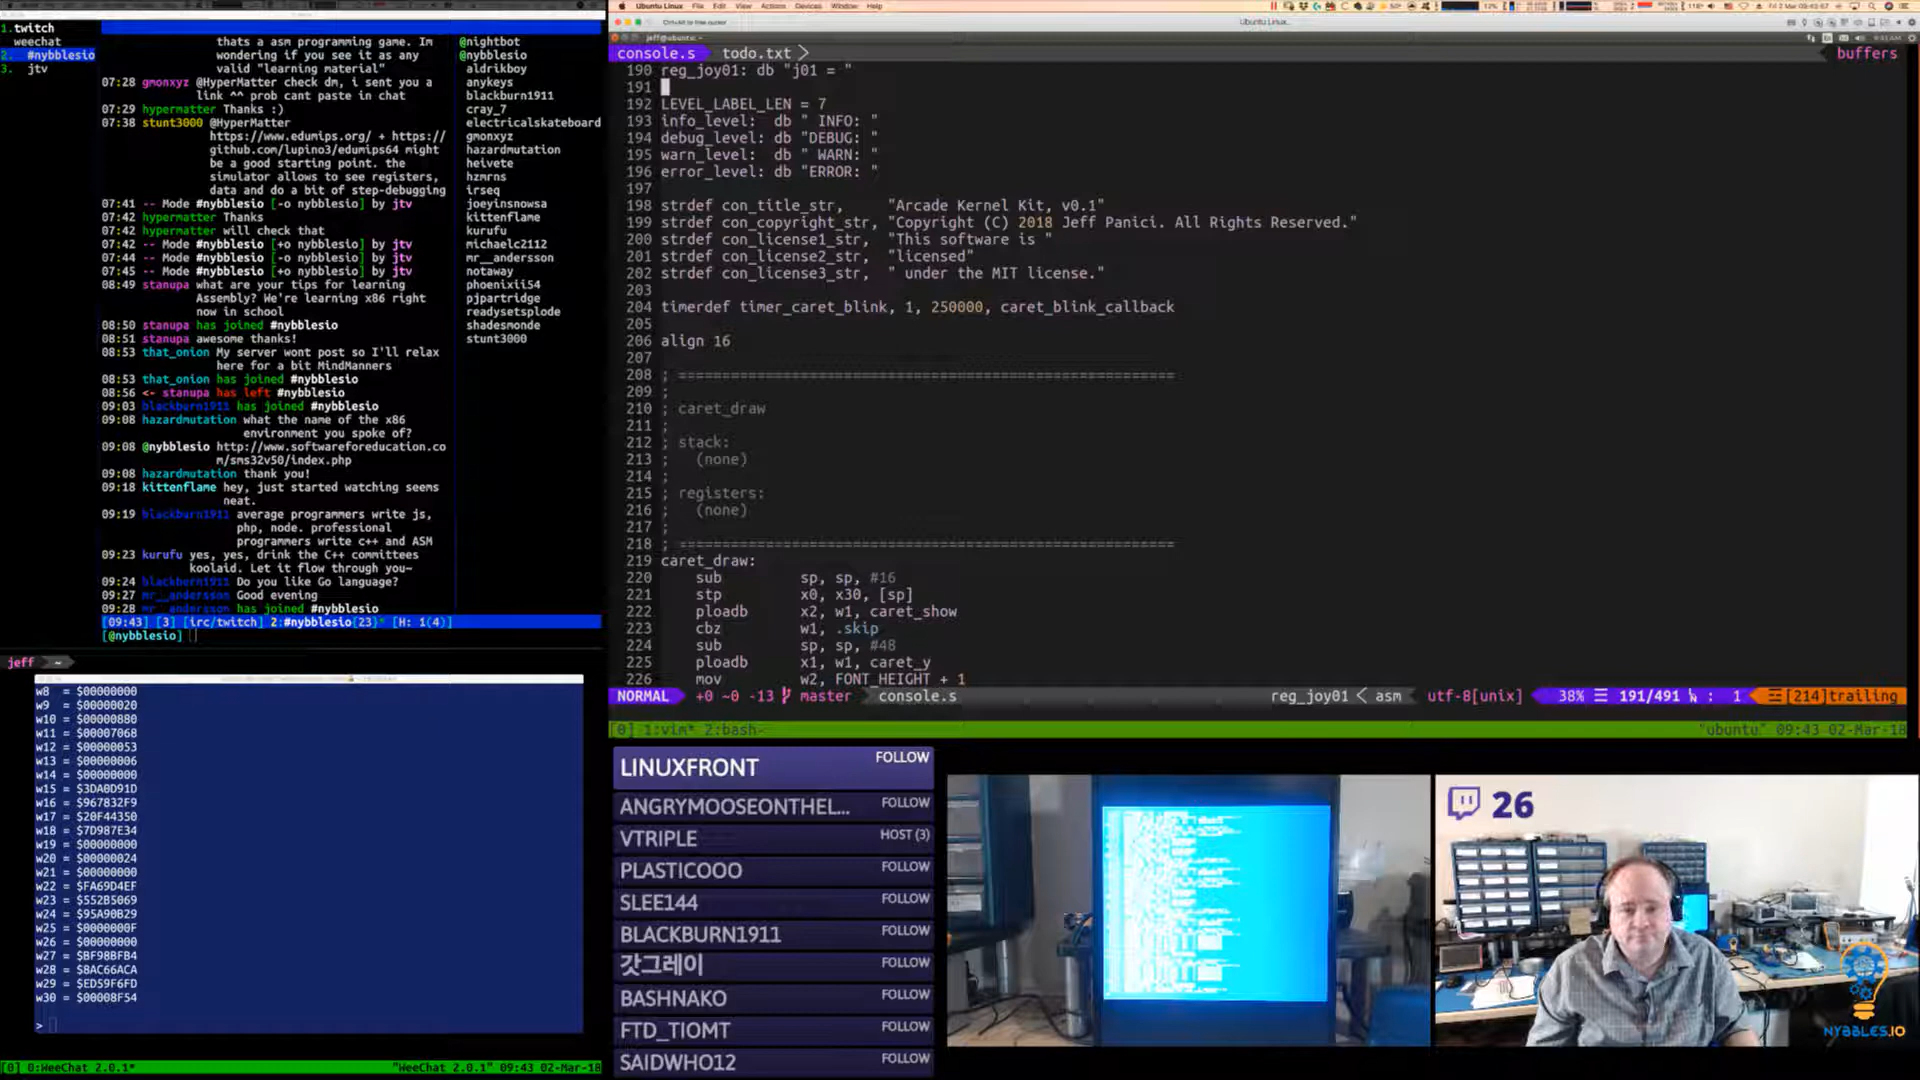 1.twitch
weechat
2. #nybblesio
3. jtv
thats a asm programming game. Im
wondering if you see it as any
valid "learning material"
07:28 gmonxyz @HyperMatter check dm, i sent you a
link ^^ prob cant paste in chat
07:29 hypermatter Thanks :)
07:38 stunt3000 @HyperMatter
https://www.edumips.org/ + https://
github.com/lupino3/edumips64 might
be a good starting point. the
simulator allows to see registers,
data and do a bit of step-debugging
07:41 -- Mode #nybblesio [-o nybblesio] by jtv
07:42 hypermatter Thanks
07:42 hypermatter will check that
07:42 -- Mode #nybblesio [+o nybblesio] by jtv
07:44 -- Mode #nybblesio [-o nybblesio] by jtv
07:45 -- Mode #nybblesio [+o nybblesio] by jtv
08:49 stanupa what are your tips for learning
Assembly? We're learning x86 right
now in school
08:50 stanupa has joined #nybblesio
08:51 stanupa awesome thanks!
08:53 that_onion My server wont post so I'll relax
here for a bit MindManners
08:53 that_onion has joined #nybblesio
08:56 <- stanupa has left #nybblesio
09:03 blackburn1911 has joined #nybblesio
09:08 hazardmutation what the name of the x86
environment you spoke of?
09:08 @nybblesio http://www.softwareforeducation.co
m/sms32v50/index.php
09:08 hazardmutation thank you!
09:18 kittenflame hey, just started watching seems
neat.
09:19 blackburn1911 average programmers write js,
php, node. professional
programmers write c++ and ASM
09:23 kurufu yes, yes, drink the C++ committees
koolaid. Let it flow through you~
09:24 blackburn1911 Do you like Go language?
09:27 mr__andersson Good evening
09:28 mr__andersson has joined #nybblesio
[09:43] [3] [irc/twitch] 2:#nybblesio{23}* [H: 1(4)]
[@nybblesio]
@nightbot
@nybblesio
aldrikboy
anykeys
blackburn1911
cray_7
electricalskateboard
gmonxyz
hazardmutation
heivete
hzmrns
irseq
joeyinsnowsa
kittenflame
kurufu
michaelc2112
mr__andersson
notaway
phoenixii54
pjpartridge
readysetsplode
shadesmonde
stunt3000
jeff ~
w8 = $00000000
w9 = $00000020
w10 = $00000880
w11 = $00007068
w12 = $00000053
w13 = $00000006
w14 = $00000000
w15 = $3DA0D91D
w16 = $967832F9
w17 = $20F44350
w18 = $7D987E34
w19 = $00000000
w20 = $00000024
w21 = $00000000
w22 = $FA69D4EF
w23 = $552B5069
w24 = $95A90B29
w25 = $0000000F
w26 = $00000000
w27 = $BF98BFB4
w28 = $8AC66ACA
w29 = $ED59F6FD
w30 = $00008F54
>
[0] 0:WeeChat 2.0.1* "WeeChat 2.0.1" 09:43 02-Mar-18
Ubuntu Linux File Edit View Actions Devices Window Help
Ubuntu Linux
console.s todo.txt buffers
190 reg_joy01: db "j01 = "
191
192 LEVEL_LABEL_LEN = 7
193 info_level: db " INFO: "
194 debug_level: db "DEBUG: "
195 warn_level: db " WARN: "
196 error_level: db "ERROR: "
197
198 strdef con_title_str, "Arcade Kernel Kit, v0.1"
199 strdef con_copyright_str, "Copyright (C) 2018 Jeff Panici. All Rights Reserved."
200 strdef con_license1_str, "This software is "
201 strdef con_license2_str, "licensed"
202 strdef con_license3_str, " under the MIT license."
203
204 timerdef timer_caret_blink, 1, 250000, caret_blink_callback
205
206 align 16
207
208 ; =========================================================
209 ;
210 ; caret_draw
211 ;
212 ; stack:
213 ; (none)
214 ;
215 ; registers:
216 ; (none)
217 ;
218 ; =========================================================
219 caret_draw:
220 sub sp, sp, #16
221 stp x0, x30, [sp]
222 ploadb x2, w1, caret_show
223 cbz w1, .skip
224 sub sp, sp, #48
225 ploadb x1, w1, caret_y
226 mov w2, FONT_HEIGHT + 1
NORMAL +0 ~0 -13 master console.s reg_joy01 < asm utf-8[unix] 38% ☰ 191/491 : 1 [214]trailing
[0] 1:vim* 2:bash- "ubuntu" 09:43 02-Mar-18
LINUXFRONT FOLLOW
ANGRYMOOSEONTHEL... FOLLOW
VTRIPLE HOST (3)
PLASTICOOO FOLLOW
SLEE144 FOLLOW
BLACKBURN1911 FOLLOW
갓그레이 FOLLOW
BASHNAKO FOLLOW
FTD_TIOMT FOLLOW
SAIDWHO12 FOLLOW
26
NYBBLES.IO